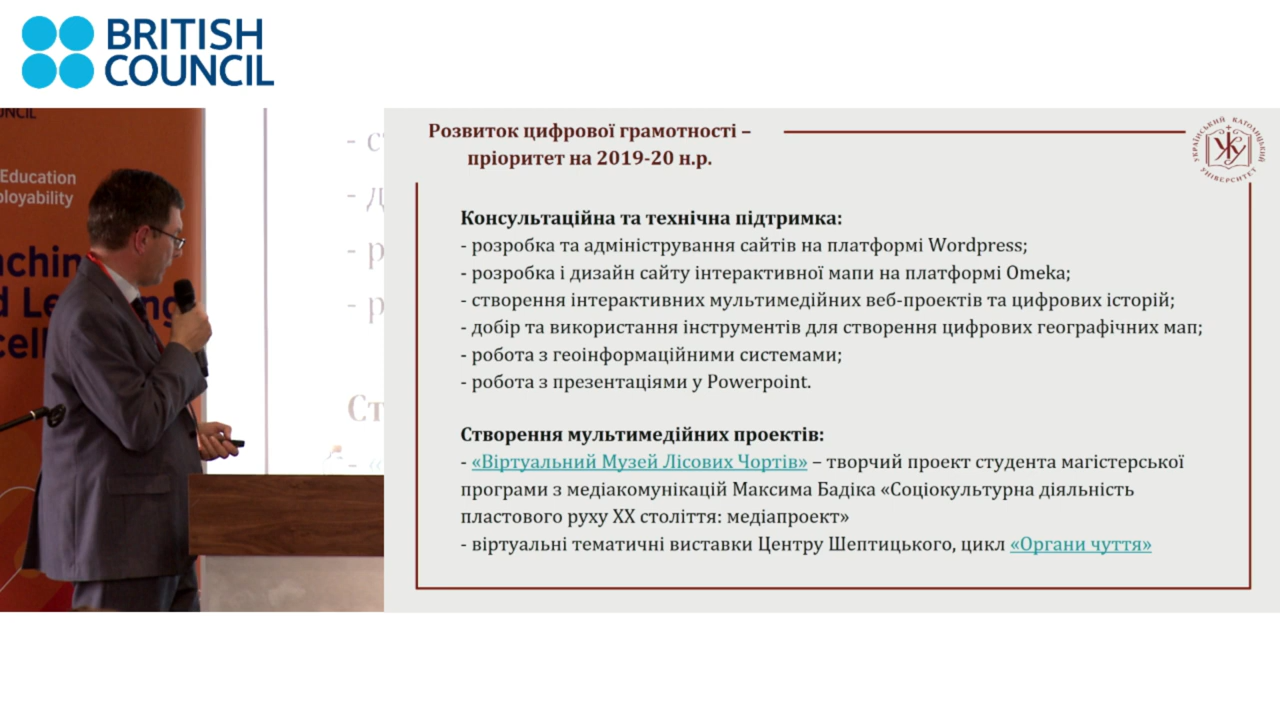 BRITISH
COUNCIL
Education
Розвиток цифрової грамотності –
пріоритет на 2019-20 н.р.
УКРАЇНСЬКИЙ КАТОЛИЦЬКИЙ УНІВЕРСИТЕТ
Консультаційна та технічна підтримка:
- розробка та адміністрування сайтів на платформі Wordpress;
- розробка і дизайн сайту інтерактивної мапи на платформі Omeka;
- створення інтерактивних мультимедійних веб-проектів та цифрових історій;
- добір та використання інструментів для створення цифрових географічних мап;
- робота з геоінформаційними системами;
- робота з презентаціями у Powerpoint.
Створення мультимедійних проектів:
- «Віртуальний Музей Лісових Чортів» – творчий проект студента магістерської
програми з медіакомунікацій Максима Бадіка «Соціокультурна діяльність
пластового руху ХХ століття: медіапроект»
- віртуальні тематичні виставки Центру Шептицького, цикл «Органи чуття»